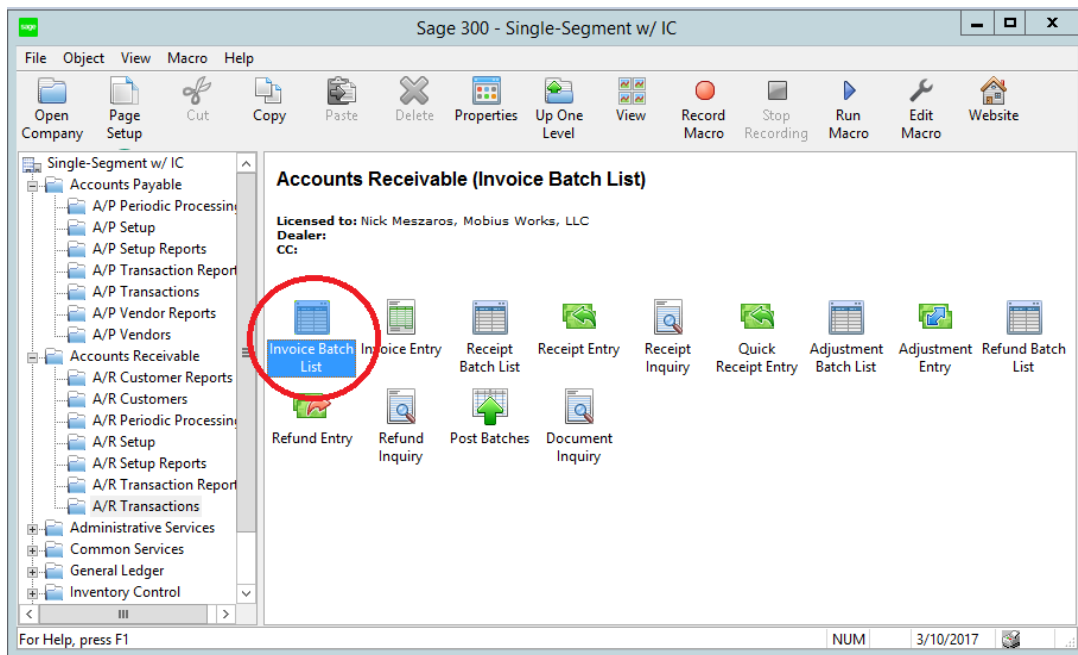 sage
Sage 300 - Single-Segment w/ IC
File Object View Macro Help
Open Company
Page Setup
Cut
Copy
Paste
Delete
Properties
Up One Level
View
Record Macro
Stop Recording
Run Macro
Edit Macro
Website
Single-Segment w/ IC
Accounts Payable
A/P Periodic Processing
A/P Setup
A/P Setup Reports
A/P Transaction Report
A/P Transactions
A/P Vendor Reports
A/P Vendors
Accounts Receivable
A/R Customer Reports
A/R Customers
A/R Periodic Processing
A/R Setup
A/R Setup Reports
A/R Transaction Report
A/R Transactions
Administrative Services
Common Services
General Ledger
Inventory Control
Accounts Receivable (Invoice Batch List)
Licensed to: Nick Meszaros, Mobius Works, LLC
Dealer:
CC:
Invoice Batch List
Invoice Entry
Receipt Batch List
Receipt Entry
Receipt Inquiry
Quick Receipt Entry
Adjustment Batch List
Adjustment Entry
Refund Batch List
Refund Entry
Refund Inquiry
Post Batches
Document Inquiry
For Help, press F1
NUM
3/10/2017